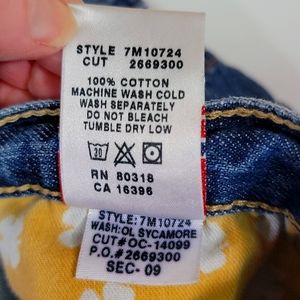 STYLE 7M10724
CUT 2669300
100% COTTON
MACHINE WASH COLD
WASH SEPARATELY
DO NOT BLEACH
TUMBLE DRY LOW
30
RN 80318
CA 16396
STYLE:7M10724
WASH:OL SYCAMORE
CUT#OC-14099
P.O.#2669300
SEC- 09